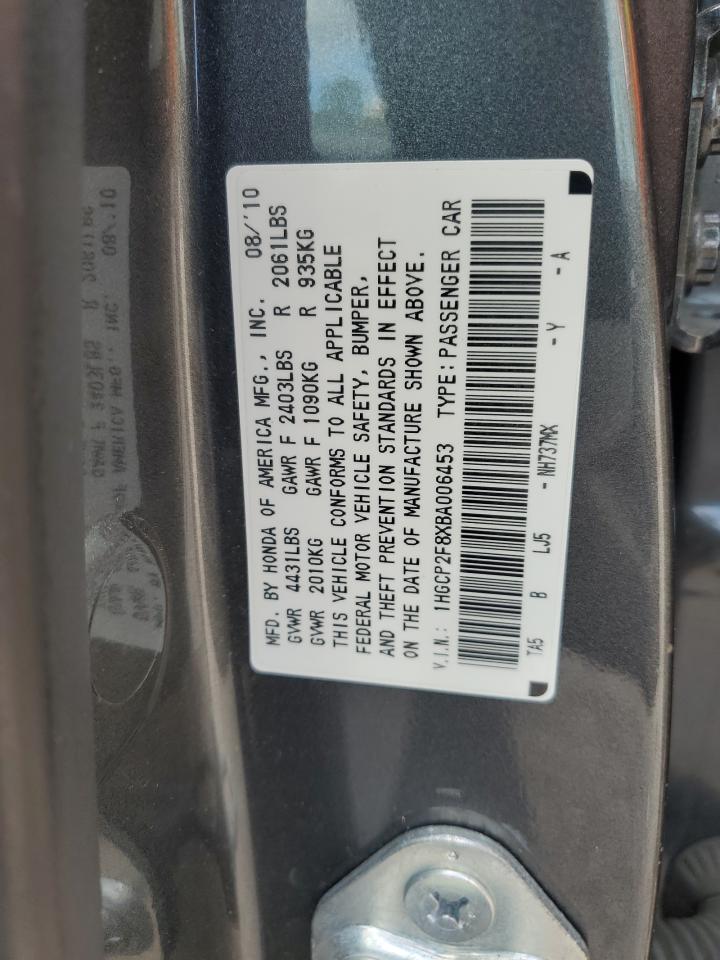 MFD. BY HONDA OF AMERICA MFG., INC. 08/'10
GVWR 4431LBS GAWR F 2403LBS R 2061LBS
GVWR 2010KG GAWR F 1090KG R 935KG
THIS VEHICLE CONFORMS TO ALL APPLICABLE
FEDERAL MOTOR VEHICLE SAFETY, BUMPER,
AND THEFT PREVENTION STANDARDS IN EFFECT
ON THE DATE OF MANUFACTURE SHOWN ABOVE.
V.I.N.: 1HGCP2F8XBA006453 TYPE: PASSENGER CAR
TA5 B LJ5 - NH737MX - Y - A